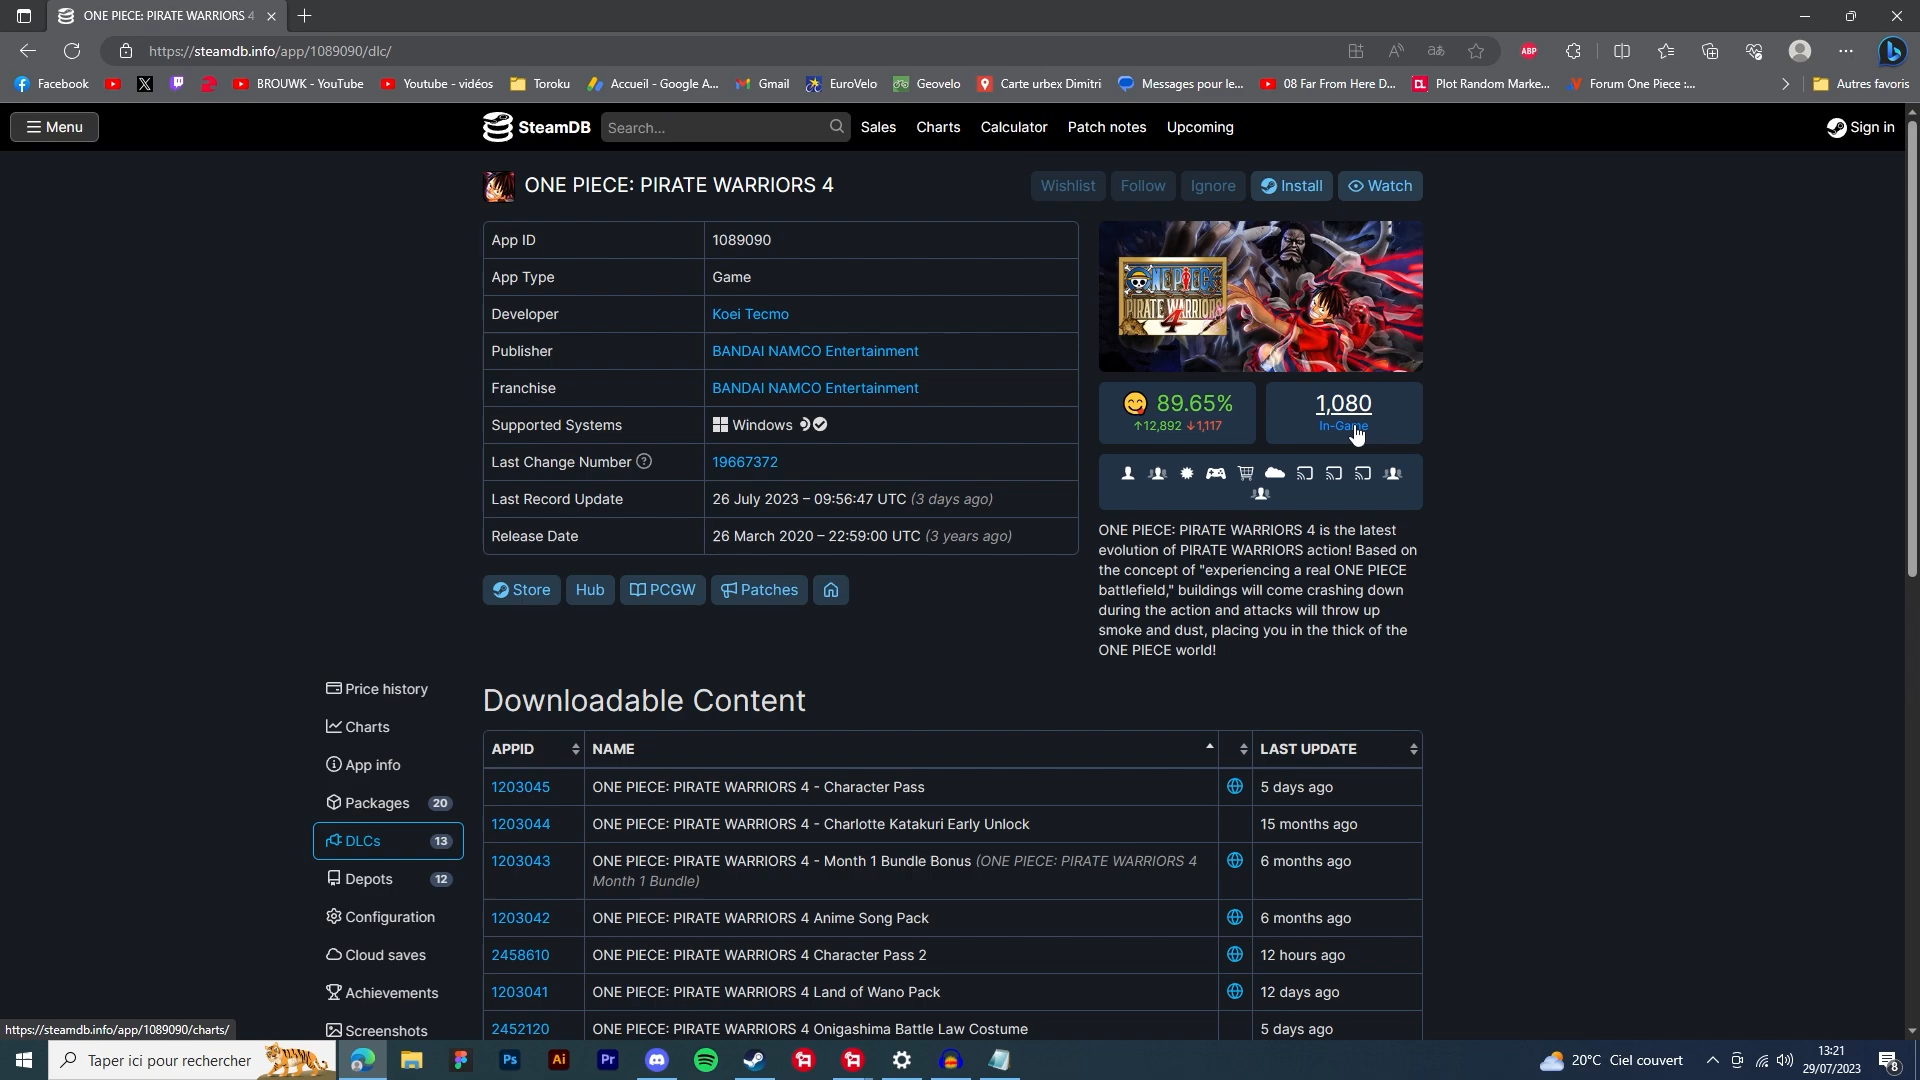 ONE PIECE: PIRATE WARRIORS 4
https://steamdb.info/app/1089090/dlc/
ABP
Facebook BROUWK - YouTube Youtube - vidéos Toroku Accueil - Google A... Gmail EuroVelo Geovelo Carte urbex Dimitri Messages pour le... 08 Far From Here D... Plot Random Marke... Forum One Piece :... Autres favoris
Menu SteamDB Search... Sales Charts Calculator Patch notes Upcoming Sign in
ONE PIECE: PIRATE WARRIORS 4 Wishlist Follow Ignore Install Watch
App ID 1089090
App Type Game
Developer Koei Tecmo
Publisher BANDAI NAMCO Entertainment
Franchise BANDAI NAMCO Entertainment
Supported Systems Windows
Last Change Number 19667372
Last Record Update 26 July 2023 – 09:56:47 UTC (3 days ago)
Release Date 26 March 2020 – 22:59:00 UTC (3 years ago)
Store Hub PCGW Patches
ONE PIECE
PIRATE WARRIORS
4
89.65%
↑12,892 ↓1,117
1,080
In-Game
ONE PIECE: PIRATE WARRIORS 4 is the latest
evolution of PIRATE WARRIORS action! Based on
the concept of "experiencing a real ONE PIECE
battlefield," buildings will come crashing down
during the action and attacks will throw up
smoke and dust, placing you in the thick of the
ONE PIECE world!
Price history
Charts
App info
Packages 20
DLCs 13
Depots 12
Configuration
Cloud saves
Achievements
Screenshots
Downloadable Content
APPID NAME LAST UPDATE
1203045 ONE PIECE: PIRATE WARRIORS 4 - Character Pass 5 days ago
1203044 ONE PIECE: PIRATE WARRIORS 4 - Charlotte Katakuri Early Unlock 15 months ago
1203043 ONE PIECE: PIRATE WARRIORS 4 - Month 1 Bundle Bonus (ONE PIECE: PIRATE WARRIORS 4 6 months ago
Month 1 Bundle)
1203042 ONE PIECE: PIRATE WARRIORS 4 Anime Song Pack 6 months ago
2458610 ONE PIECE: PIRATE WARRIORS 4 Character Pass 2 12 hours ago
1203041 ONE PIECE: PIRATE WARRIORS 4 Land of Wano Pack 12 days ago
2452120 ONE PIECE: PIRATE WARRIORS 4 Onigashima Battle Law Costume 5 days ago
https://steamdb.info/app/1089090/charts/
Taper ici pour rechercher Ps Ai Pr 20°C Ciel couvert 13:21
29/07/2023
8